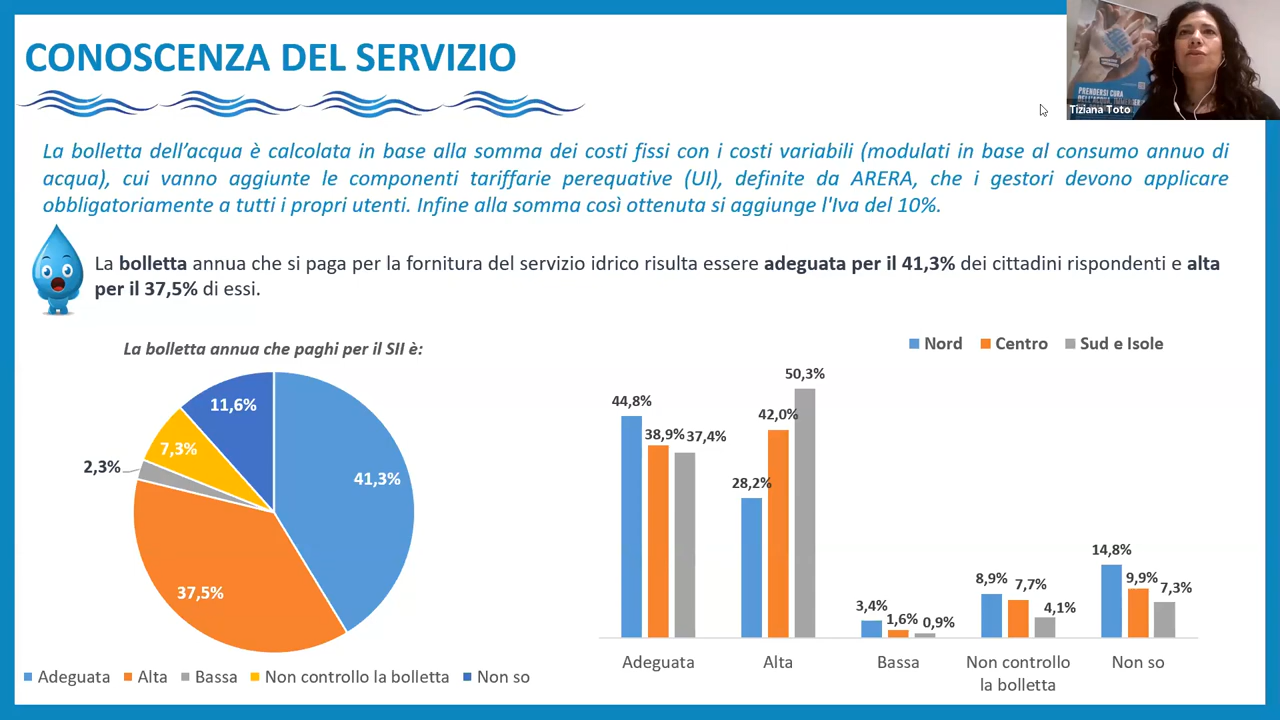 CONOSCENZA DEL SERVIZIO
PRENDERSI CURA
Tiziana Toto
La bolletta dell’acqua è calcolata in base alla somma dei costi fissi con i costi variabili (modulati in base al consumo annuo di
acqua), cui vanno aggiunte le componenti tariffarie perequative (UI), definite da ARERA, che i gestori devono applicare
obbligatoriamente a tutti i propri utenti. Infine alla somma così ottenuta si aggiunge l'Iva del 10%.
La bolletta annua che si paga per la fornitura del servizio idrico risulta essere adeguata per il 41,3% dei cittadini rispondenti e alta
per il 37,5% di essi.
La bolletta annua che paghi per il SII è:
11,6%
7,3%
2,3%
41,3%
37,5%
Adeguata Alta Bassa Non controllo la bolletta Non so
Nord Centro Sud e Isole
44,8% 38,9% 37,4%
28,2% 42,0% 50,3%
3,4% 1,6% 0,9%
8,9% 7,7% 4,1%
14,8% 9,9% 7,3%
Adeguata Alta Bassa Non controllo Non so
la bolletta